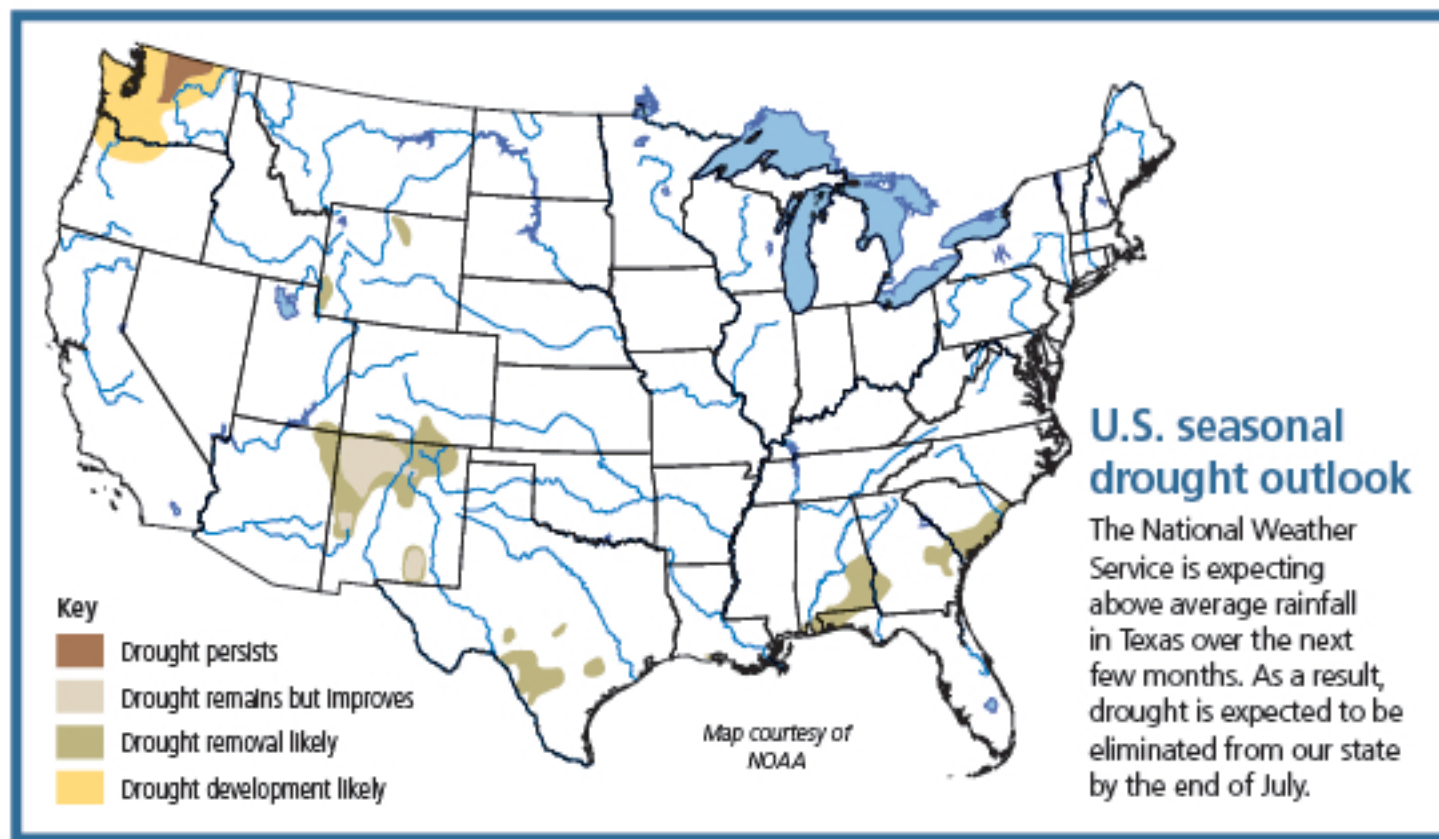 U.S. seasonal
drought outlook
The National Weather
Service is expecting
above average rainfall
in Texas over the next
few months. As a result,
drought is expected to be
eliminated from our state
by the end of July.
Key
Drought persists
Drought remains but improves
Drought removal likely
Drought development likely
Map courtesy of
NOAA